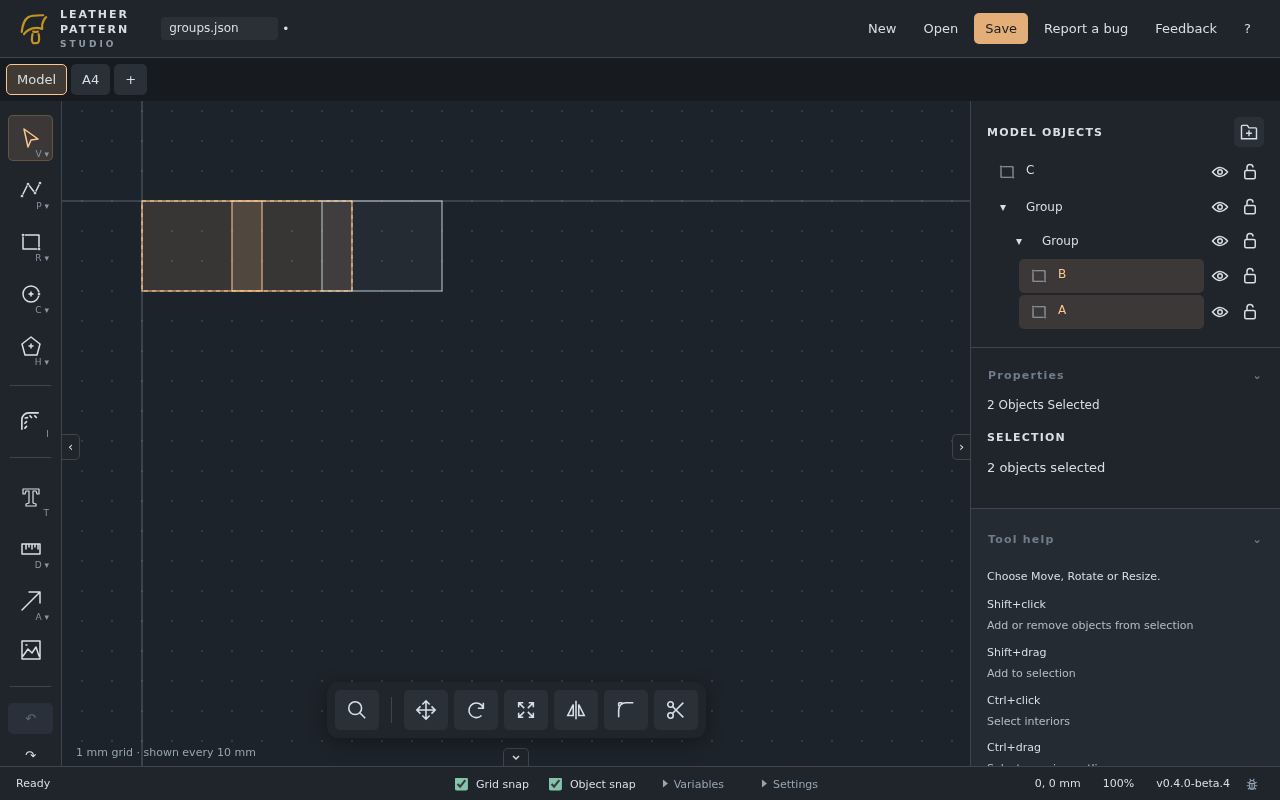 LEATHER
PATTERN
STUDIO
groups.json •
New Open Save Report a bug Feedback ?
Model A4 +
V ▾
P ▾
R ▾
C ▾
H ▾
I
T
D ▾
A ▾
MODEL OBJECTS
C
▾ Group
▾ Group
B
A
Properties
2 Objects Selected
SELECTION
2 objects selected
Tool help
Choose Move, Rotate or Resize.
Shift+click
Add or remove objects from selection
Shift+drag
Add to selection
Ctrl+click
Select interiors
Ctrl+drag
1 mm grid · shown every 10 mm
Ready Grid snap Object snap Variables Settings 0, 0 mm 100% v0.4.0-beta.4